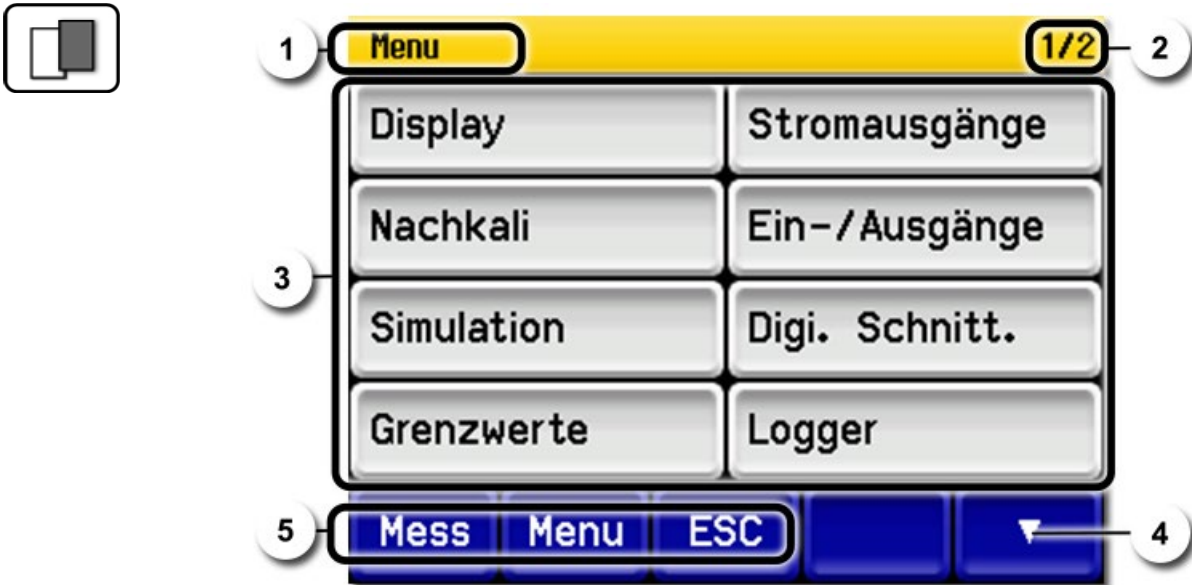 1 Menu 1/2 2
Display Stromausgänge
Nachkali Ein-/Ausgänge
3
Simulation Digi. Schnitt.
Grenzwerte Logger
5 Mess Menu ESC 4